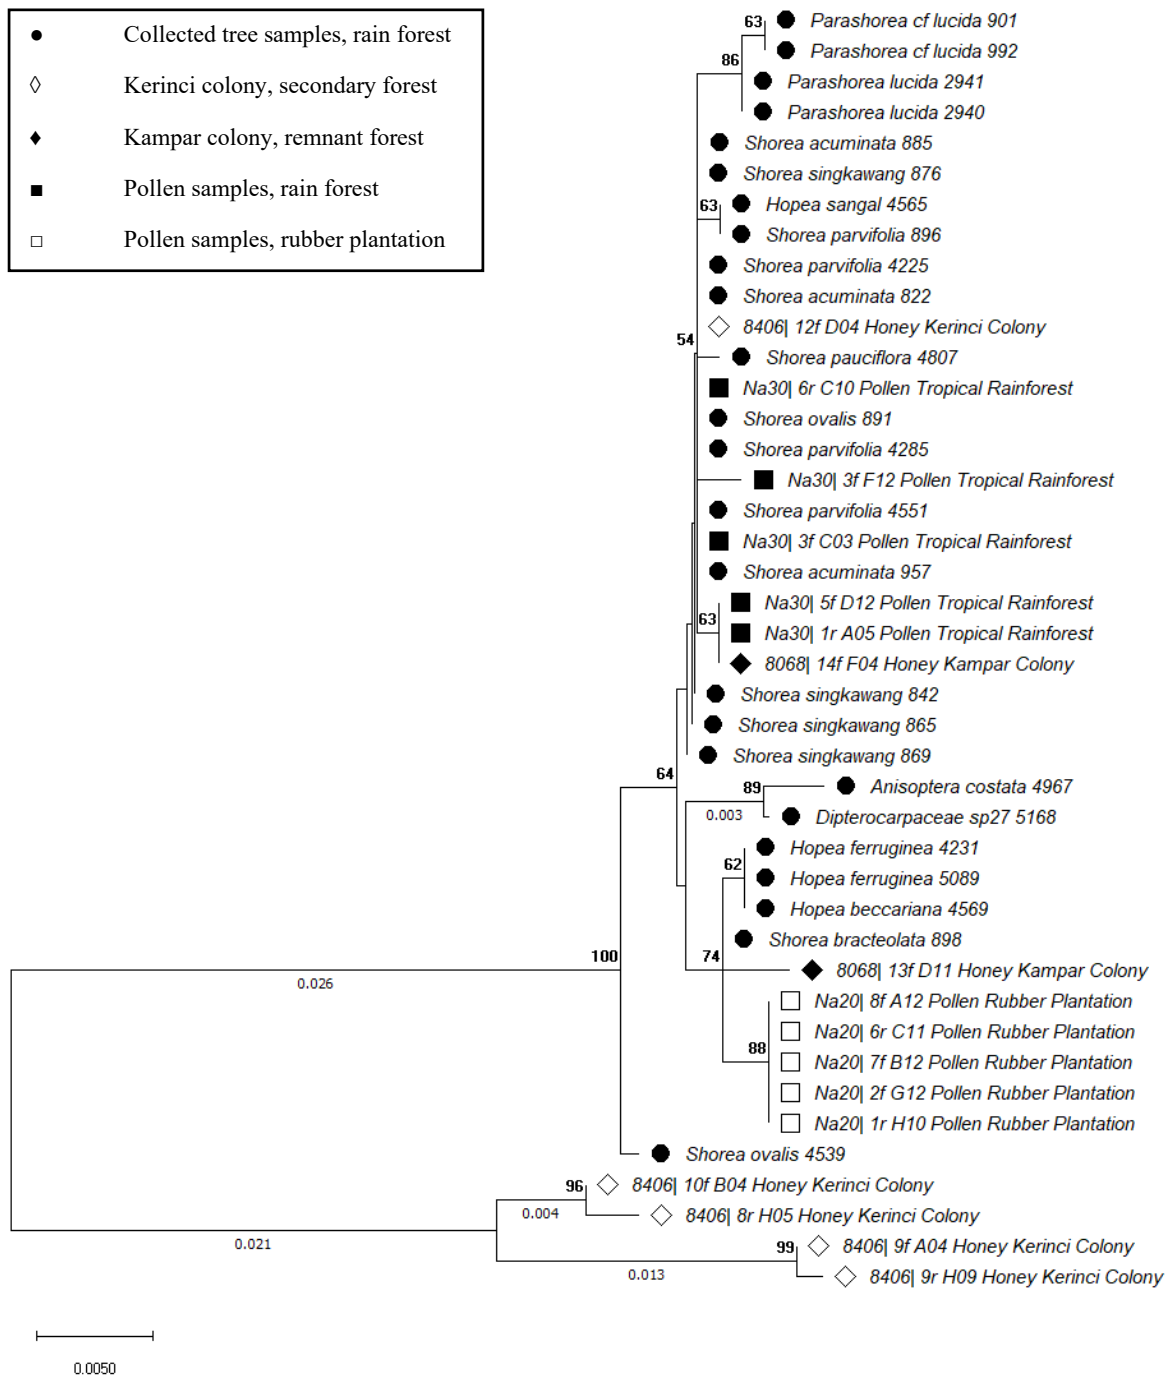 Collected tree samples, rain forest
Kerinci colony, secondary forest
Kampar colony, remnant forest
Pollen samples, rain forest
Pollen samples, rubber plantation
63
Parashorea cf lucida 901
Parashorea cf lucida 992
86
Parashorea lucida 2941
Parashorea lucida 2940
Shorea acuminata 885
Shorea singkawang 876
63
Hopea sangal 4565
Shorea parvifolia 896
Shorea parvifolia 4225
Shorea acuminata 822
8406| 12f D04 Honey Kerinci Colony
54
Shorea pauciflora 4807
Na30| 6r C10 Pollen Tropical Rainforest
Shorea ovalis 891
Shorea parvifolia 4285
Na30| 3f F12 Pollen Tropical Rainforest
Shorea parvifolia 4551
Na30| 3f C03 Pollen Tropical Rainforest
Shorea acuminata 957
Na30| 5f D12 Pollen Tropical Rainforest
63
Na30| 1r A05 Pollen Tropical Rainforest
8068| 14f F04 Honey Kampar Colony
Shorea singkawang 842
Shorea singkawang 865
Shorea singkawang 869
64
89
Anisoptera costata 4967
0.003
Dipterocarpaceae sp27 5168
Hopea ferruginea 4231
62
Hopea ferruginea 5089
Hopea beccariana 4569
Shorea bracteolata 898
100
74
8068| 13f D11 Honey Kampar Colony
0.026
Na20| 8f A12 Pollen Rubber Plantation
Na20| 6r C11 Pollen Rubber Plantation
88
Na20| 7f B12 Pollen Rubber Plantation
Na20| 2f G12 Pollen Rubber Plantation
Na20| 1r H10 Pollen Rubber Plantation
Shorea ovalis 4539
96
8406| 10f B04 Honey Kerinci Colony
0.004
8406| 8r H05 Honey Kerinci Colony
0.021
99
8406| 9f A04 Honey Kerinci Colony
0.013
8406| 9r H09 Honey Kerinci Colony
0.0050